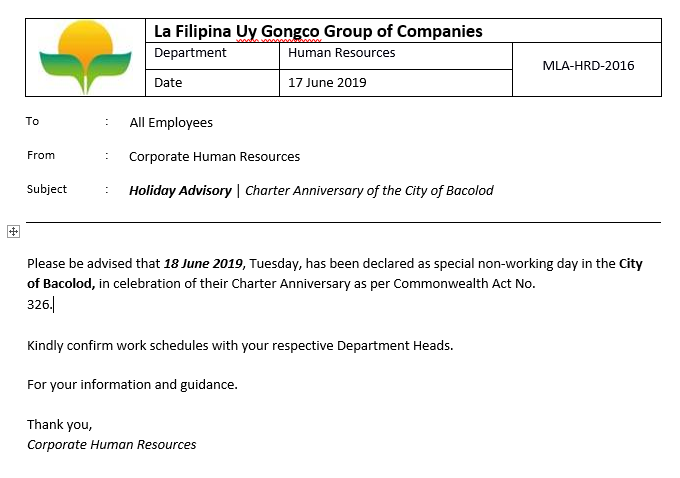 La Filipina Uy Gongco Group of Companies
Department Human Resources
MLA-HRD-2016
Date 17 June 2019
To : All Employees
From : Corporate Human Resources
Subject : Holiday Advisory | Charter Anniversary of the City of Bacolod
Please be advised that 18 June 2019, Tuesday, has been declared as special non-working day in the City
of Bacolod, in celebration of their Charter Anniversary as per Commonwealth Act No.
326.
Kindly confirm work schedules with your respective Department Heads.
For your information and guidance.
Thank you,
Corporate Human Resources